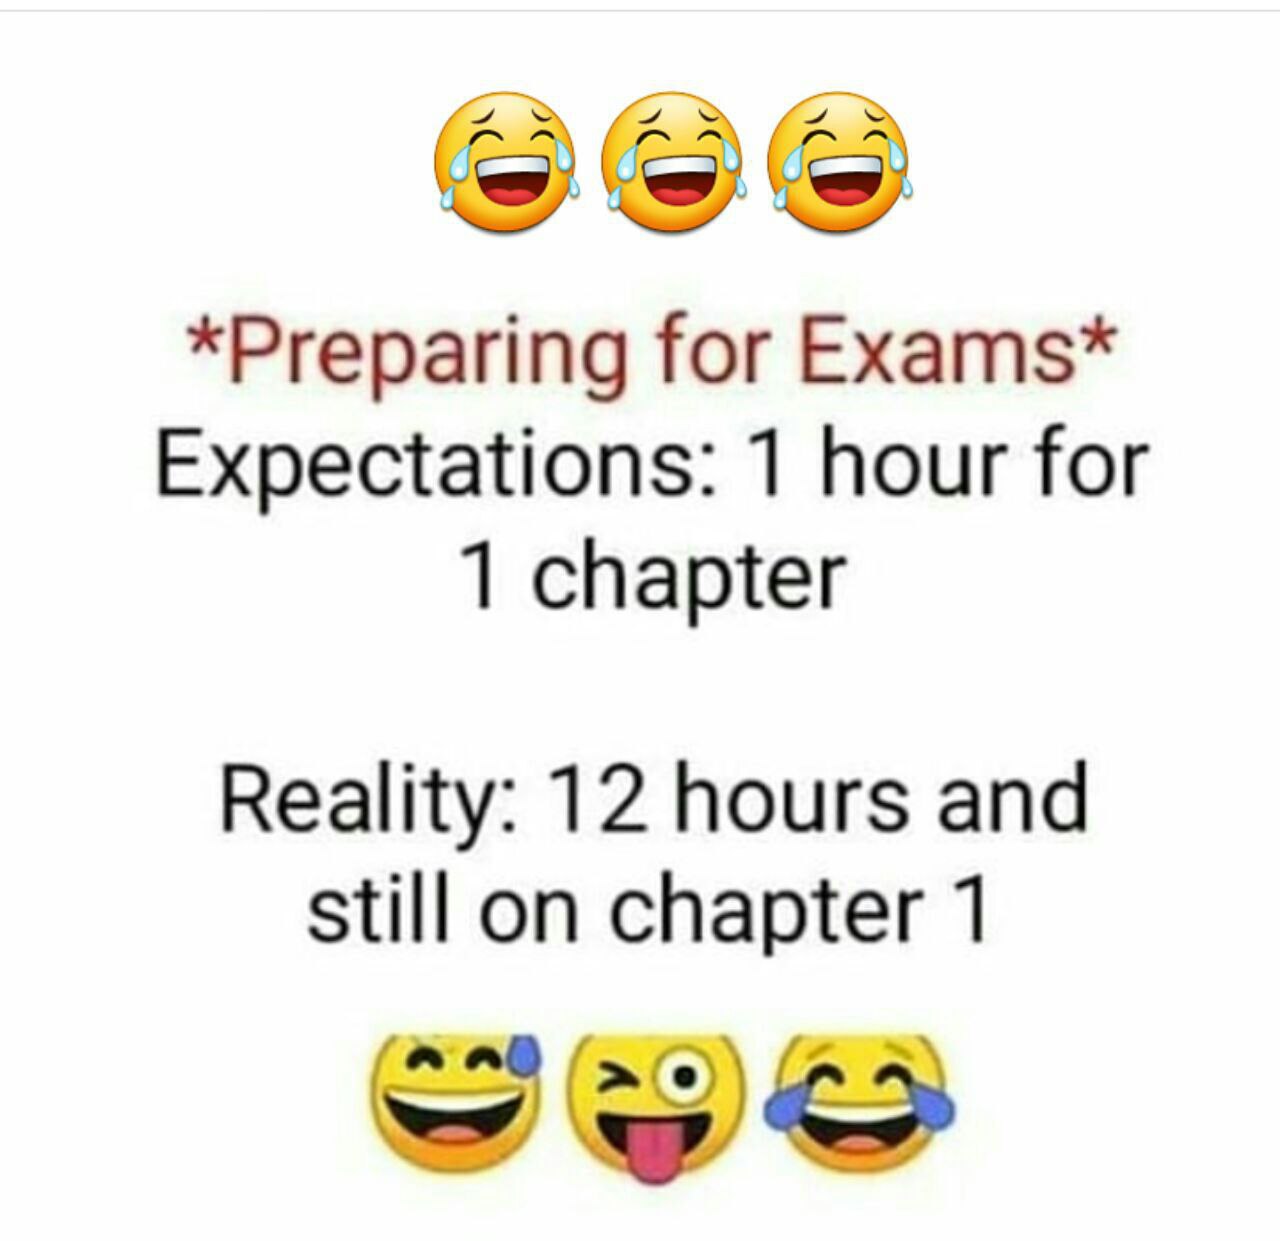 *Preparing for Exams*
Expectations: 1 hour for
1 chapter
Reality: 12 hours and
still on chapter 1